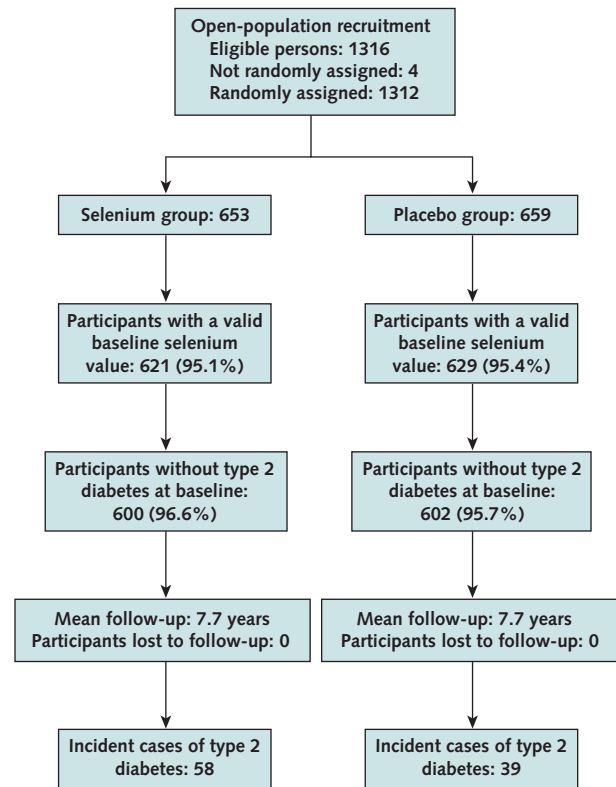 Open-population recruitment
Eligible persons: 1316
Not randomly assigned: 4
Randomly assigned: 1312
Selenium group: 653
Placebo group: 659
Participants with a valid
baseline selenium
value: 621 (95.1%)
Participants with a valid
baseline selenium
value: 629 (95.4%)
Participants without type 2
diabetes at baseline:
600 (96.6%)
Participants without type 2
diabetes at baseline:
602 (95.7%)
Mean follow-up: 7.7 years
Participants lost to follow-up: 0
Mean follow-up: 7.7 years
Participants lost to follow-up: 0
Incident cases of type 2
diabetes: 58
Incident cases of type 2
diabetes: 39